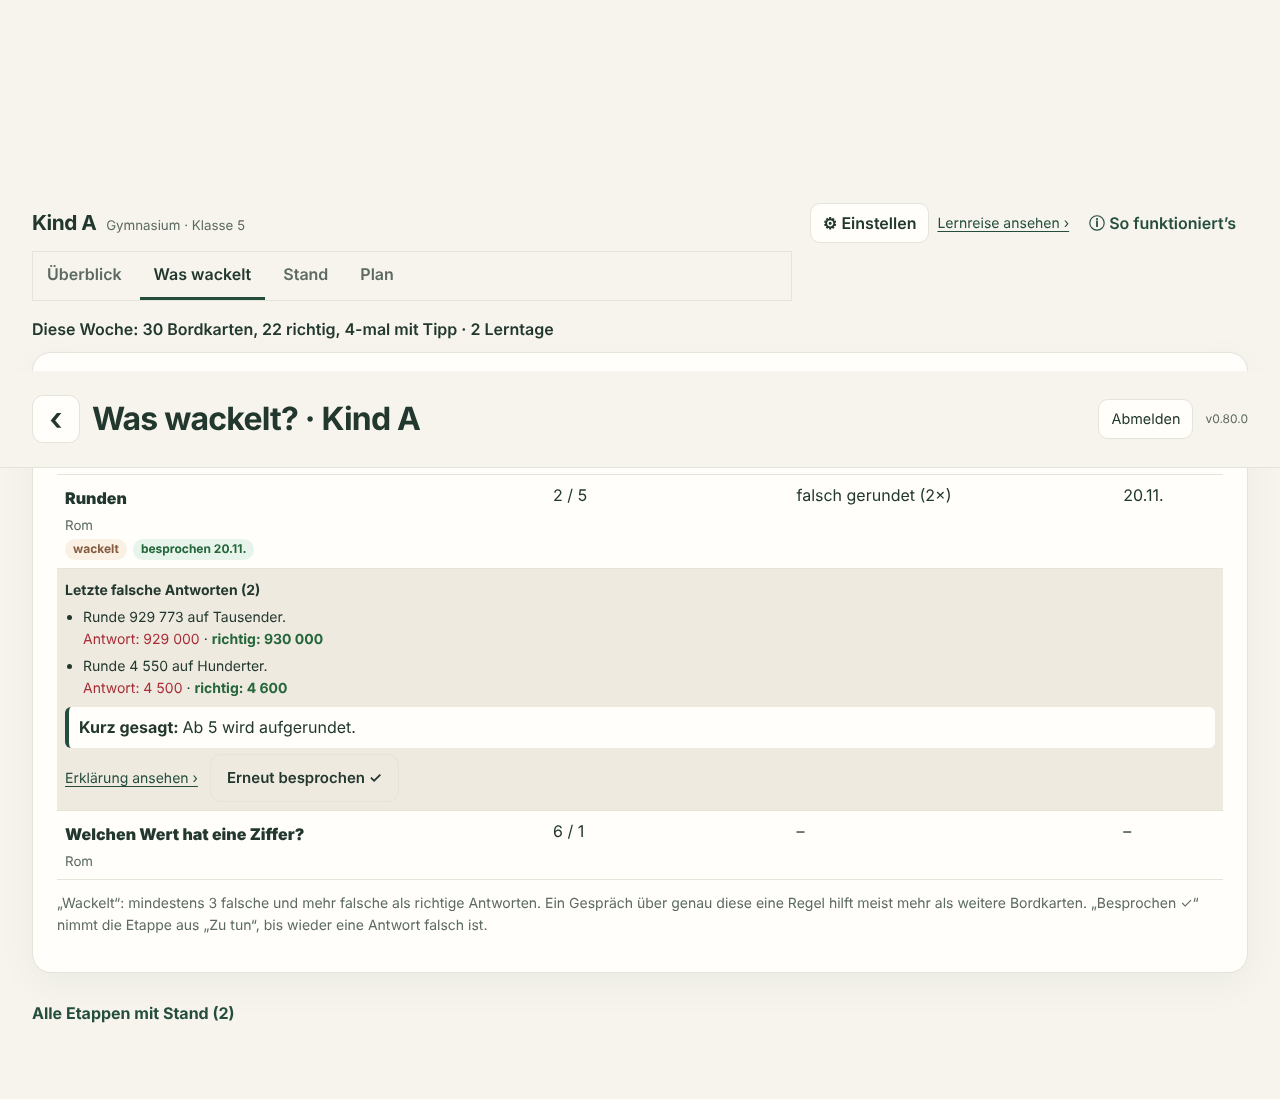 Kind A Gymnasium · Klasse 5
⚙ Einstellen Lernreise ansehen › ⓘ So funktioniert’s
Überblick Was wackelt Stand Plan
Diese Woche: 30 Bordkarten, 22 richtig, 4-mal mit Tipp · 2 Lerntage
‹ Was wackelt? · Kind A Abmelden v0.80.0
Runden 2 / 5 falsch gerundet (2×) 20.11.
Rom
wackelt besprochen 20.11.
Letzte falsche Antworten (2)
• Runde 929 773 auf Tausender.
Antwort: 929 000 · richtig: 930 000
• Runde 4 550 auf Hunderter.
Antwort: 4 500 · richtig: 4 600
Kurz gesagt: Ab 5 wird aufgerundet.
Erklärung ansehen › Erneut besprochen ✓
Welchen Wert hat eine Ziffer? 6 / 1 – –
Rom
„Wackelt“: mindestens 3 falsche und mehr falsche als richtige Antworten. Ein Gespräch über genau diese eine Regel hilft meist mehr als weitere Bordkarten. „Besprochen ✓“
nimmt die Etappe aus „Zu tun“, bis wieder eine Antwort falsch ist.
Alle Etappen mit Stand (2)